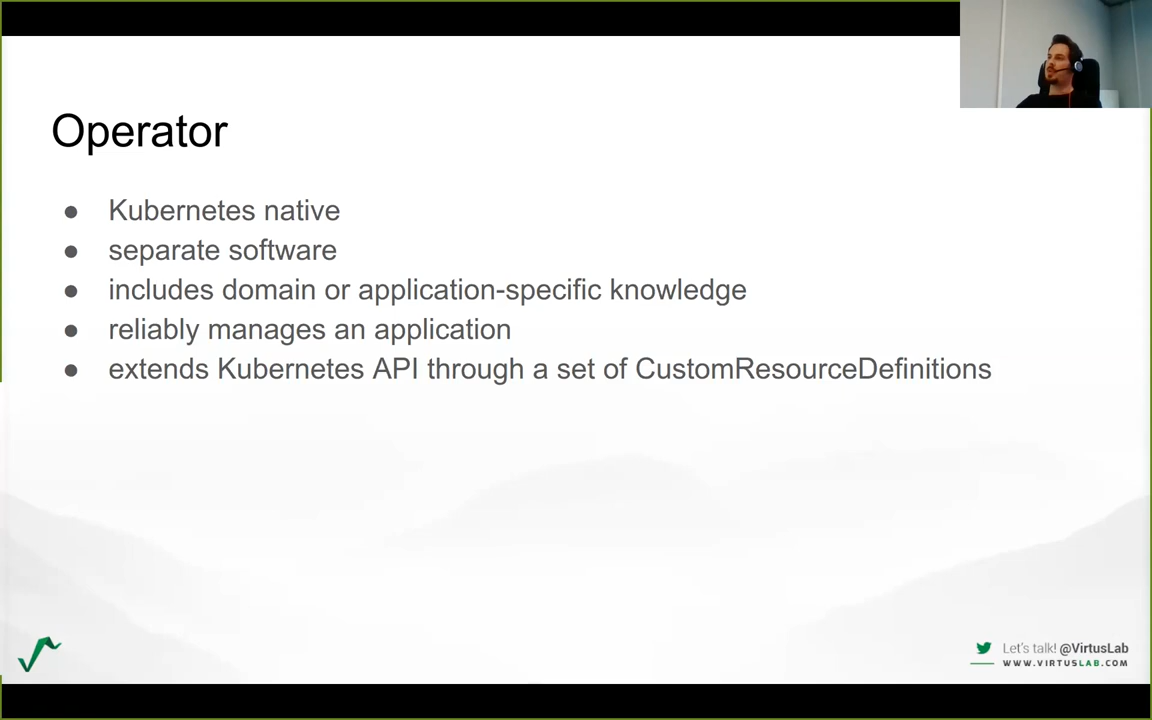 Operator
● Kubernetes native
● separate software
● includes domain or application-specific knowledge
● reliably manages an application
● extends Kubernetes API through a set of CustomResourceDefinitions
Let's talk! @VirtusLab
WWW.VIRTUSLAB.COM